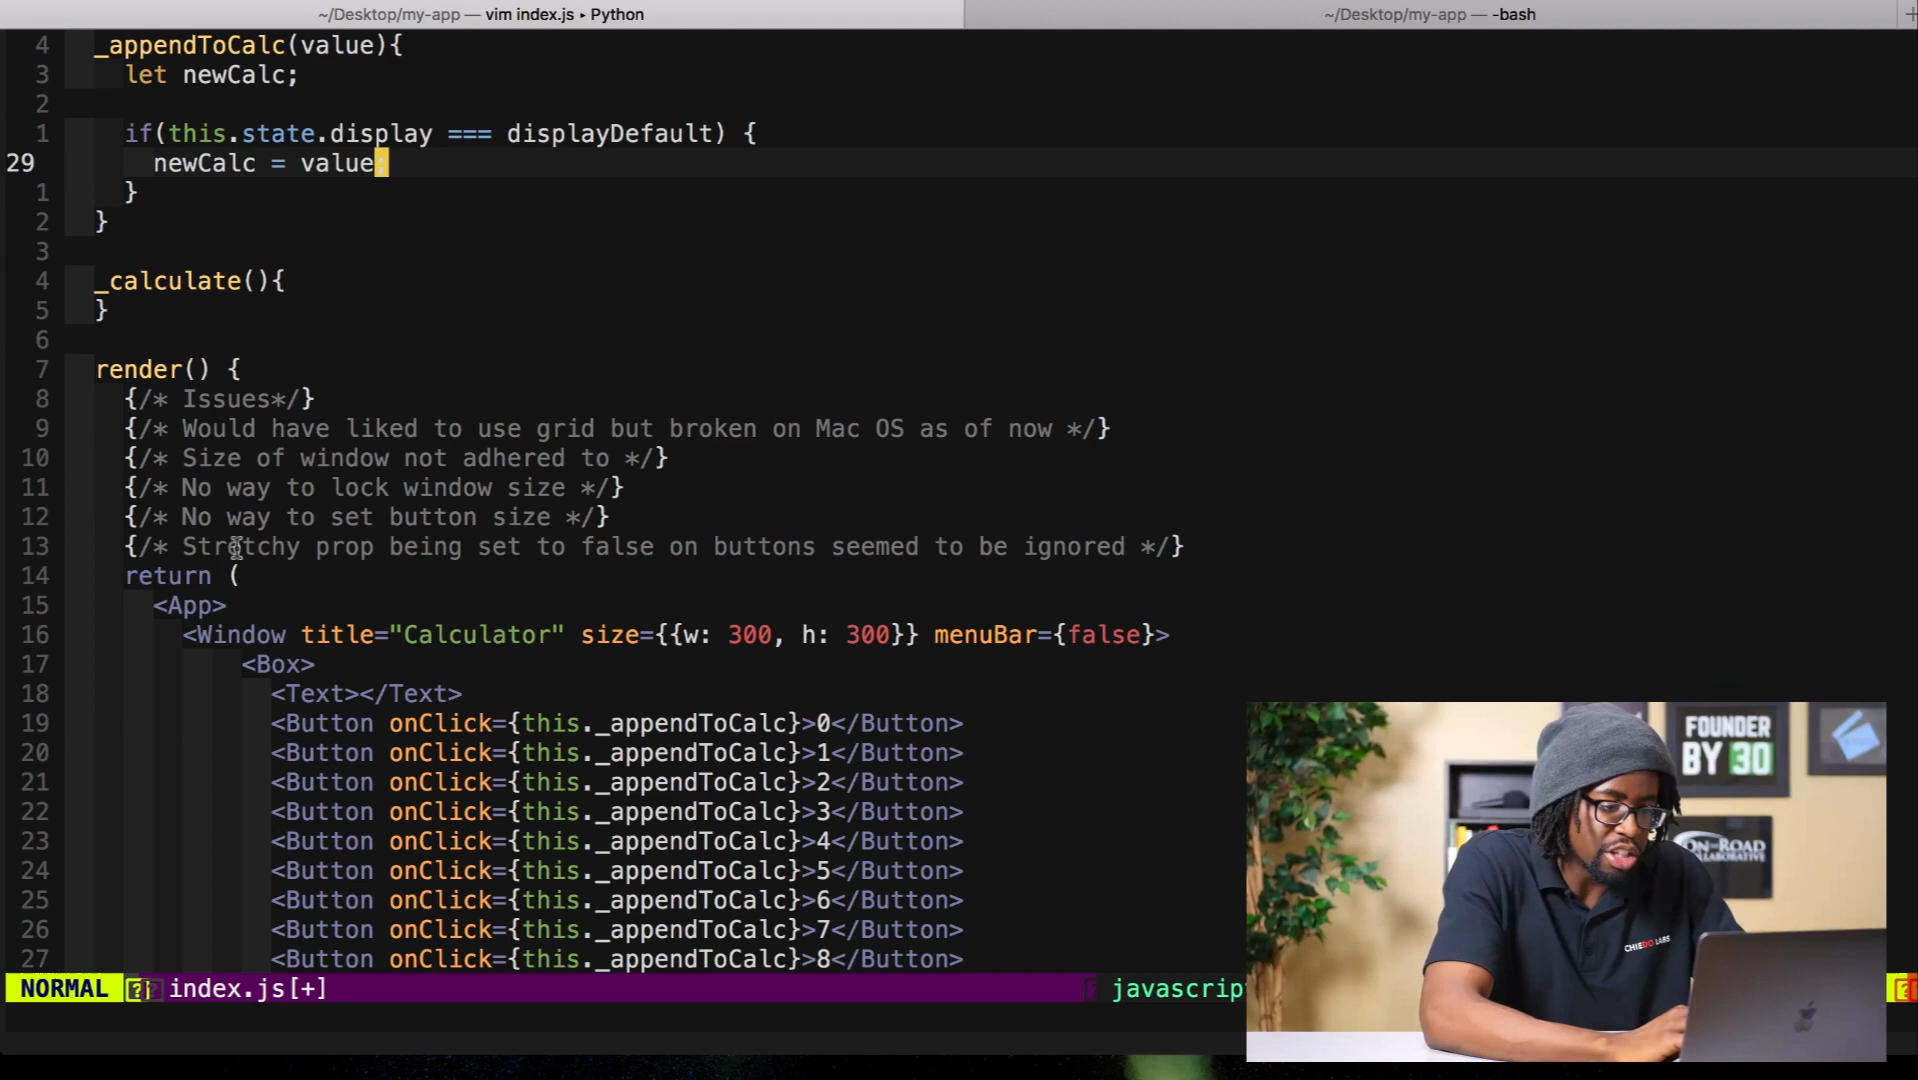 ~/Desktop/my-app — vim index.js ▸ Python
~/Desktop/my-app — -bash
4 _appendToCalc(value){
3 let newCalc;
2
1 if(this.state.display === displayDefault) {
29 newCalc = value;
1 }
2 }
3
4 _calculate(){
5 }
6
7 render() {
8 {/* Issues*/}
9 {/* Would have liked to use grid but broken on Mac OS as of now */}
10 {/* Size of window not adhered to */}
11 {/* No way to lock window size */}
12 {/* No way to set button size */}
13 {/* Stretchy prop being set to false on buttons seemed to be ignored */}
14 return (
15 <App>
16 <Window title="Calculator" size={{w: 300, h: 300}} menuBar={false}>
17 <Box>
18 <Text></Text>
19 <Button onClick={this._appendToCalc}>0</Button>
20 <Button onClick={this._appendToCalc}>1</Button>
21 <Button onClick={this._appendToCalc}>2</Button>
22 <Button onClick={this._appendToCalc}>3</Button>
23 <Button onClick={this._appendToCalc}>4</Button>
24 <Button onClick={this._appendToCalc}>5</Button>
25 <Button onClick={this._appendToCalc}>6</Button>
26 <Button onClick={this._appendToCalc}>7</Button>
27 <Button onClick={this._appendToCalc}>8</Button>
NORMAL index.js[+] javascrip
FOUNDER
BY 30
ON-ROAD
CHIEDO LABS